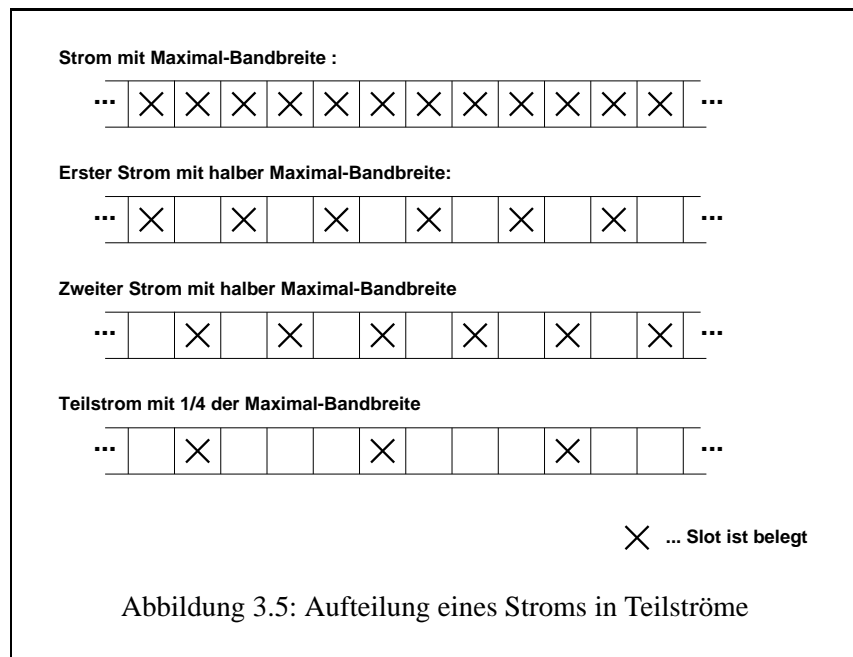 Strom mit Maximal-Bandbreite :
... ...
Erster Strom mit halber Maximal-Bandbreite:
... ...
Zweiter Strom mit halber Maximal-Bandbreite
... ...
Teilstrom mit 1/4 der Maximal-Bandbreite
... ...
... Slot ist belegt
Abbildung 3.5: Aufteilung eines Stroms in Teilströme